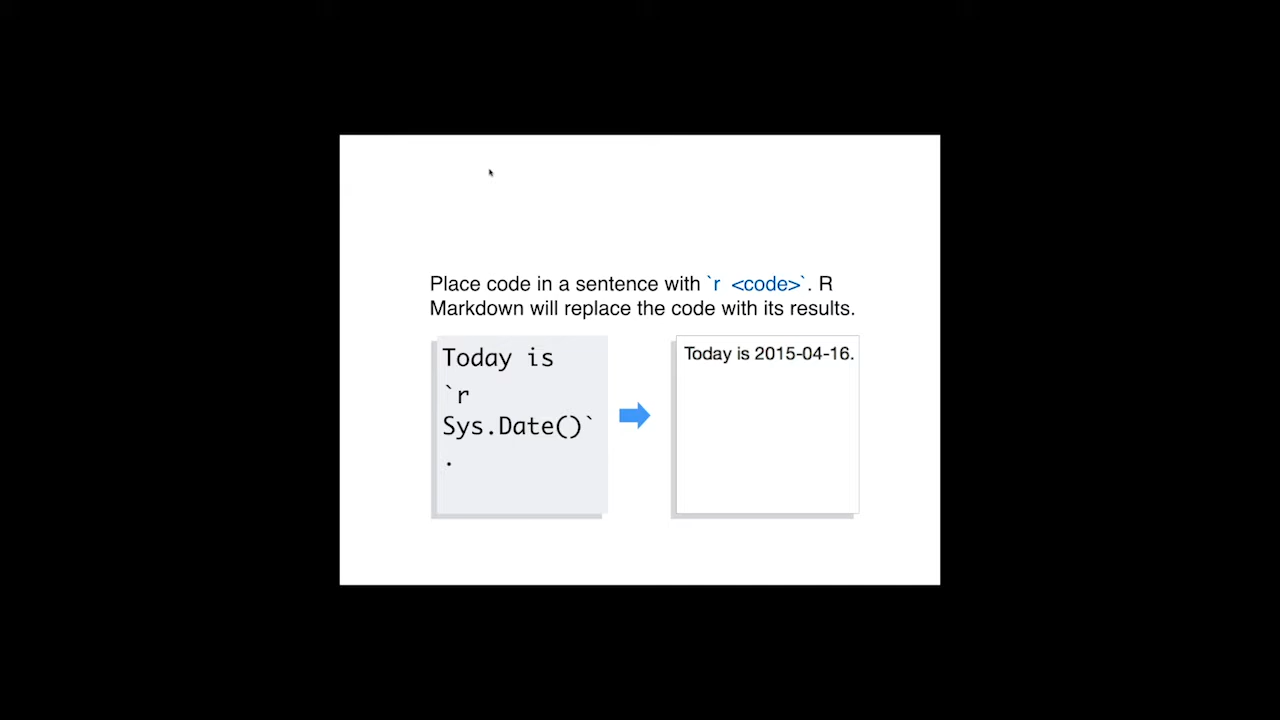 Place code in a sentence with `r <code>`. R
Markdown will replace the code with its results.
Today is
`r
Sys.Date()`
.
Today is 2015-04-16.